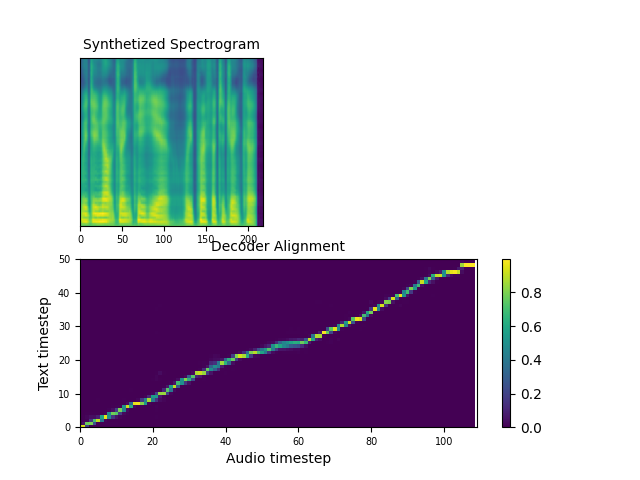 Synthetized Spectrogram
0 50 100 150 200
Decoder Alignment
50
40
30
20
10
0
Text timestep
0 20 40 60 80 100
Audio timestep
0.8
0.6
0.4
0.2
0.0